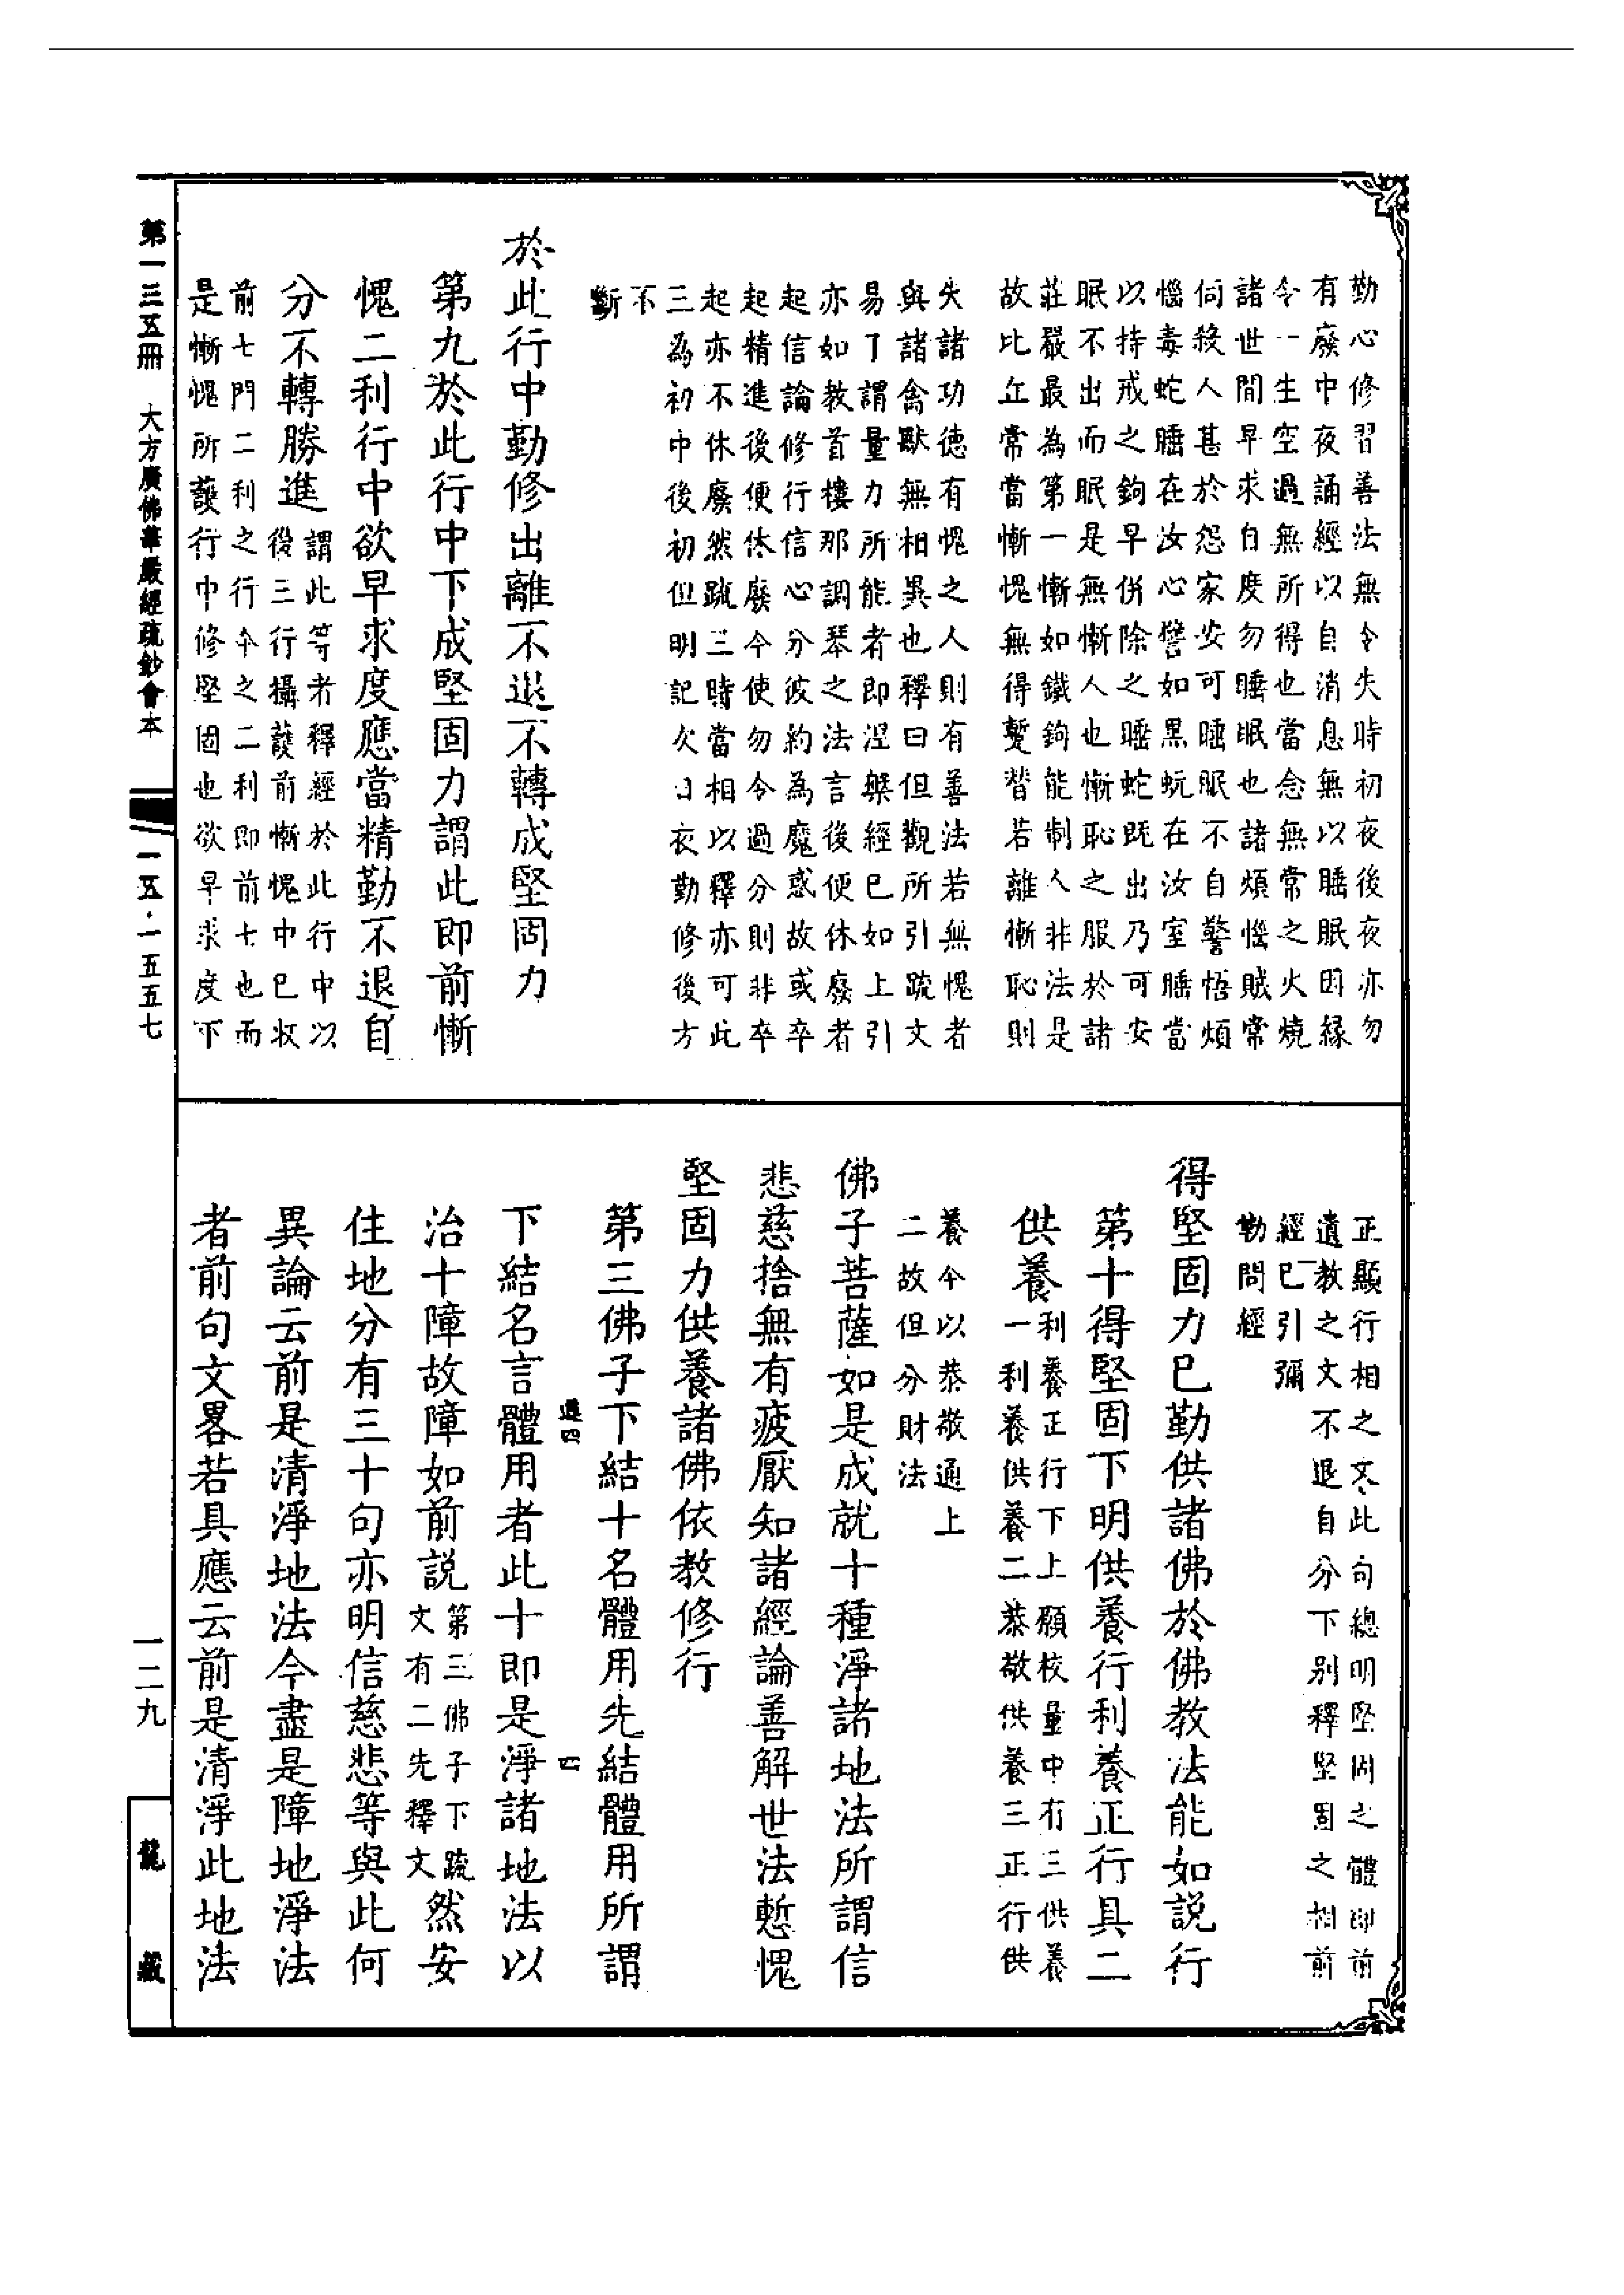 勤心修習善法無令失時初夜後夜亦勿
有廢中夜誦經以自消息無以睡眠因緣
令一生空過無所得也當念無常之火燒
諸世間早求自度勿睡眠也諸煩惱賊常
伺殺人甚於怨家安可睡眠不自警悟煩
惱毒蛇睡在汝心譬如黑蚖在汝室睡當
以持戒之鉤早併除之睡蛇既出乃可安
眠不出而眠是無慚人也慚恥之服於諸
莊嚴最為第一慚如鐵鉤能制人非法是
故比丘常當慚愧無得蹔替若離慚恥則
失諸功德有愧之人則有善法若無愧者
與諸禽獸無相異也釋曰但觀所引疏文
易了謂量力所能者即涅槃經已如上引
亦如教首樓那調琴之法言後便休廢者
起信論修行信心分彼約為魔惑故或卒
起精進後便休廢今使勿令過分則非卒
起亦不休廢然疏三時當相以釋亦可此
三為初中後初但明記次日夜勤修後方
不
斷
於此行中勤修出離不退不轉成堅固力
第九於此行中下成堅固力謂此即前慚
愧二利行中欲早求度應當精勤不退自
分不轉勝進謂此等者釋經於此行中以
後三行攝護前慚愧中已收
前七門二利之行今之二利即前七也而
是慚愧所護行中修堅固也欲早求度下
正顯行相之文此句總明堅固之體即前
遺教之文不退自分下別釋堅固之相前
經已引彌
勒問經
得堅固力已勤供諸佛於佛教法能如說行
第十得堅固下明供養行利養正行具二
供養利養正行下上顯校量中有三供養
一利養供養二恭敬供養三正行供
養今以恭敬通上
二故但分財法
佛子菩薩如是成就十種淨諸地法所謂信
悲慈捨無有疲厭知諸經論善解世法慙愧
堅固力供養諸佛依教修行
第三佛子下結十名體用先結體用所謂
下結名言體用者此十即是淨諸地法以
治十障故障如前說第三佛子下疏
文有二先釋文然安
住地分有三十句亦明信慈悲等與此何
異論云前是清淨地法今盡是障地淨法
者前句文畧若具應云前是清淨此地法
第一三五冊　大方廣佛華嚴經疏鈔會本
一五·一五五七
一二九
龍藏